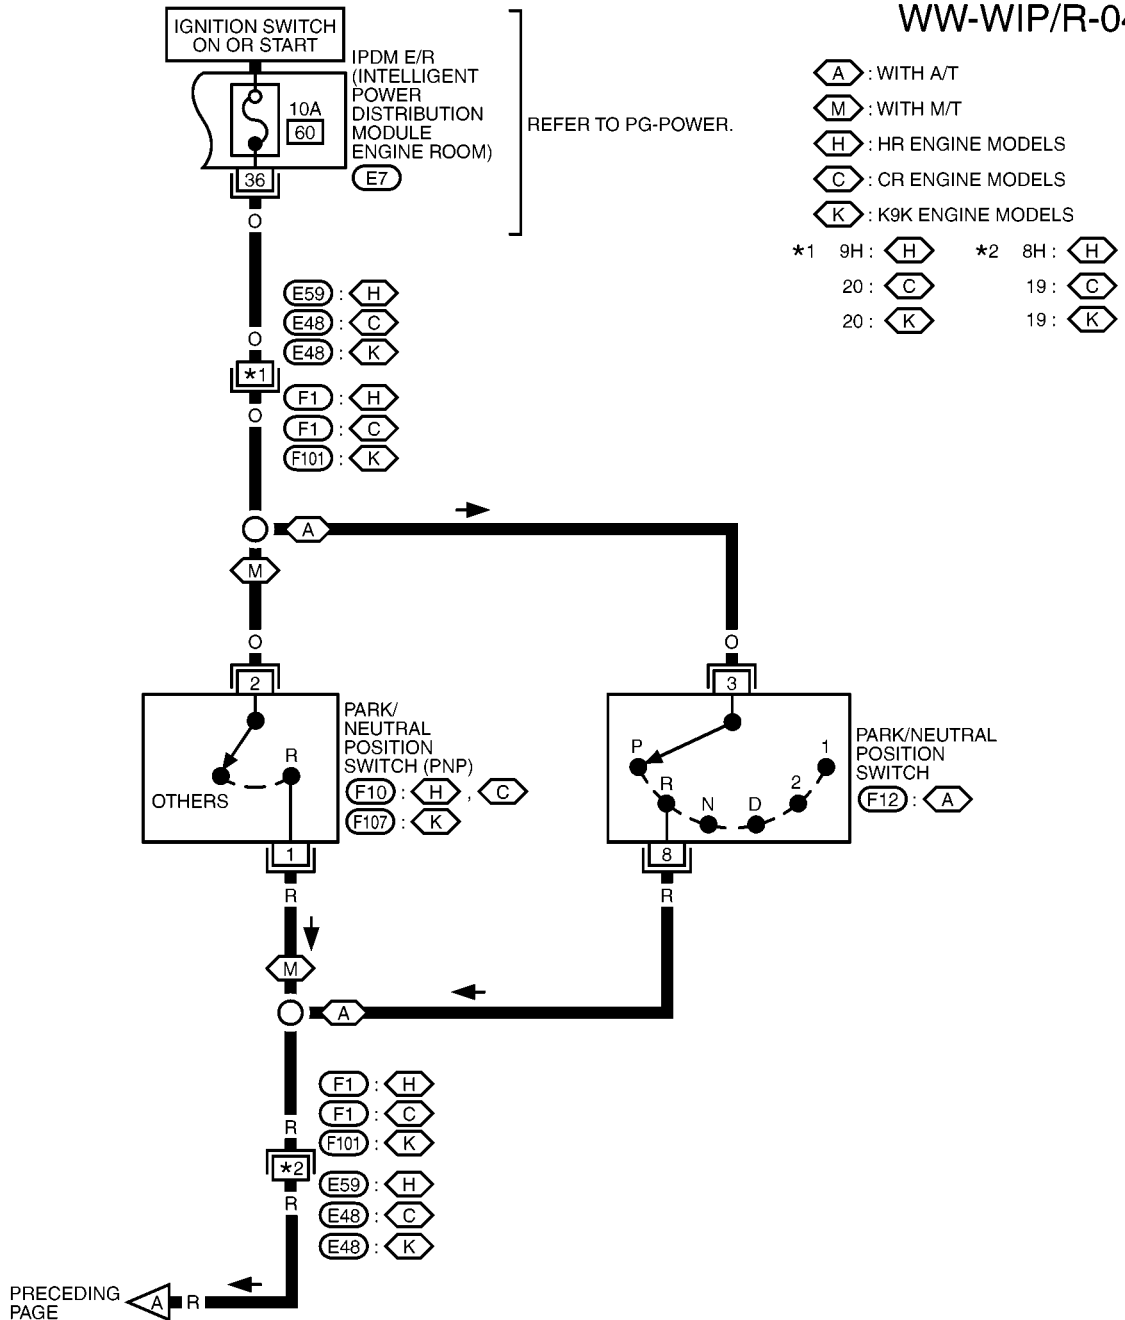 WW-WIP/R-04
IGNITION SWITCH
ON OR START
IPDM E/R
(INTELLIGENT
POWER
DISTRIBUTION
MODULE
ENGINE ROOM)
E7
10A
60
36
REFER TO PG-POWER.
A : WITH A/T
M : WITH M/T
H : HR ENGINE MODELS
C : CR ENGINE MODELS
K : K9K ENGINE MODELS
*1 9H : H *2 8H : H
20 : C 19 : C
20 : K 19 : K
O
E59 : H
E48 : C
E48 : K
O
*1
O
F1 : H
F1 : C
F101 : K
A
M
O
O
2
3
PARK/
NEUTRAL
POSITION
SWITCH (PNP)
F10 : H , C
F107 : K
OTHERS
R
1
P
R
N
D
2
1
8
PARK/NEUTRAL
POSITION
SWITCH
F12 : A
R
R
M
A
F1 : H
F1 : C
F101 : K
R
*2
R
E59 : H
E48 : C
E48 : K
PRECEDING
PAGE
A
R